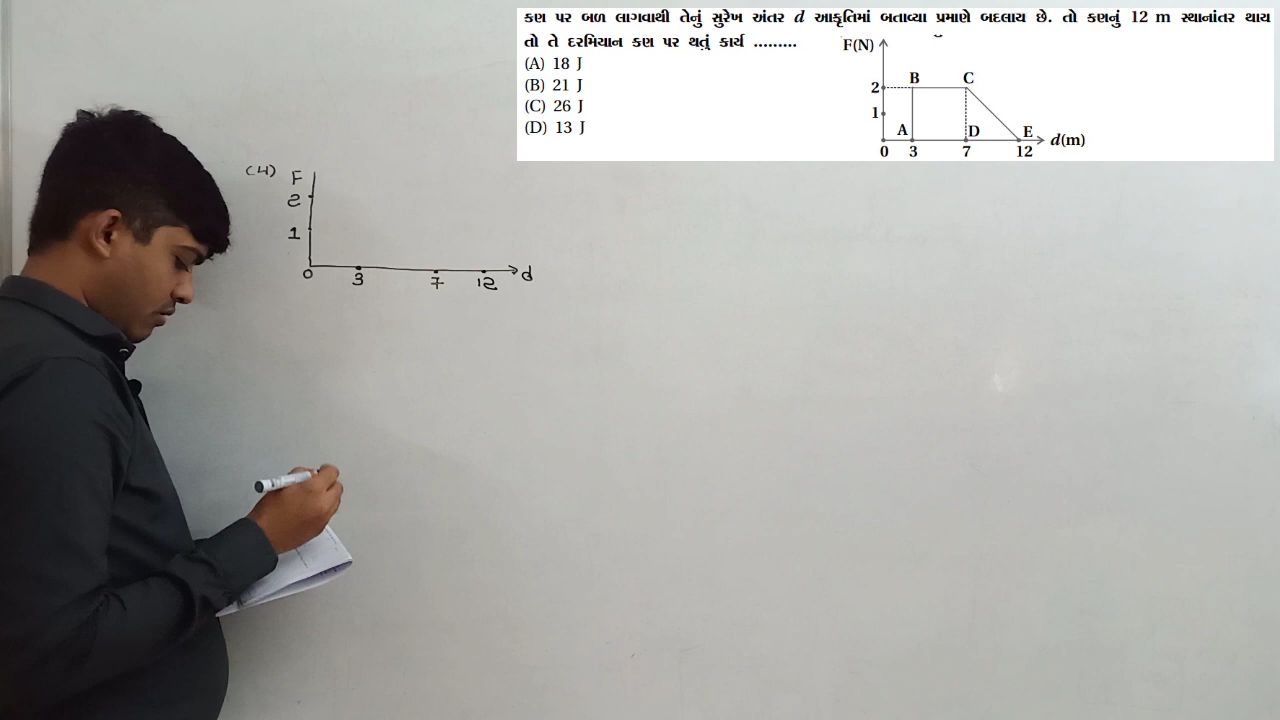 કણ પર બળ લાગવાથી તેનું સુરેખ અંતર d આકૃતિમાં બતાવ્યા પ્રમાણે બદલાય છે. તો કણનું 12 m સ્થાનાંતર થાય
તો તે દરમિયાન કણ પર થતું કાર્ય .........
(A) 18 J
(B) 21 J
(C) 26 J
(D) 13 J
F(N)
B C
2
1
A D E
d(m)
0 3 7 12
(4) F
2
1
0 3 7 12 d